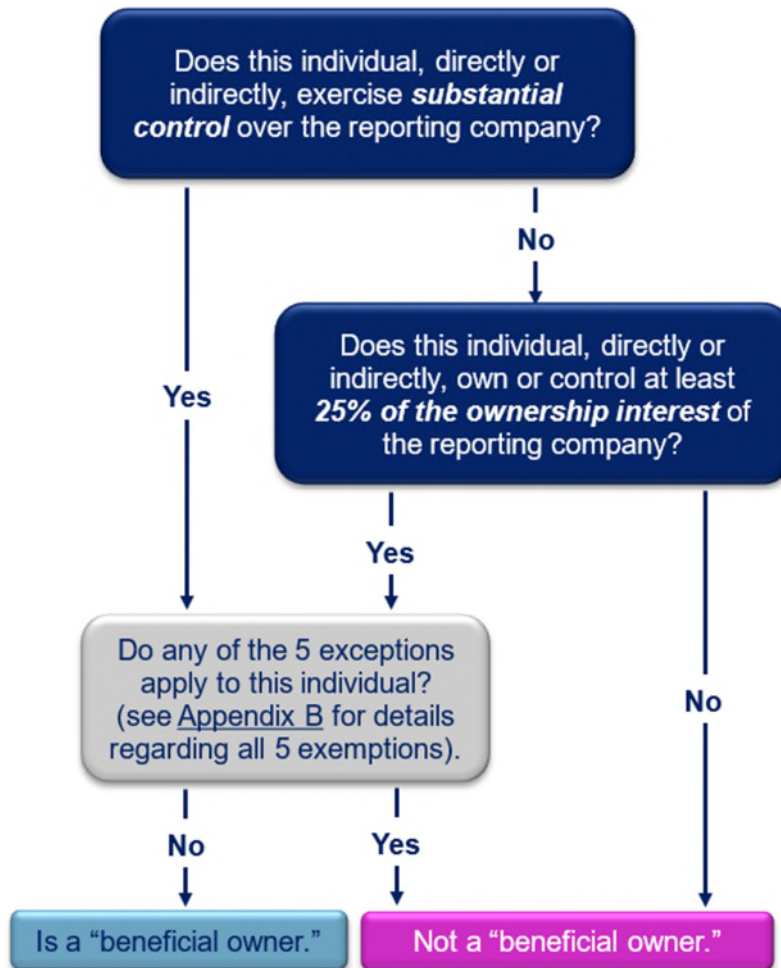 Does this individual, directly or
indirectly, exercise substantial
control over the reporting company?
No
Does this individual, directly or
indirectly, own or control at least
25% of the ownership interest of
the reporting company?
Yes
Yes
Do any of the 5 exceptions
apply to this individual?
(see Appendix B for details
regarding all 5 exemptions).
No
No
Yes
Is a “beneficial owner.”
Not a “beneficial owner.”